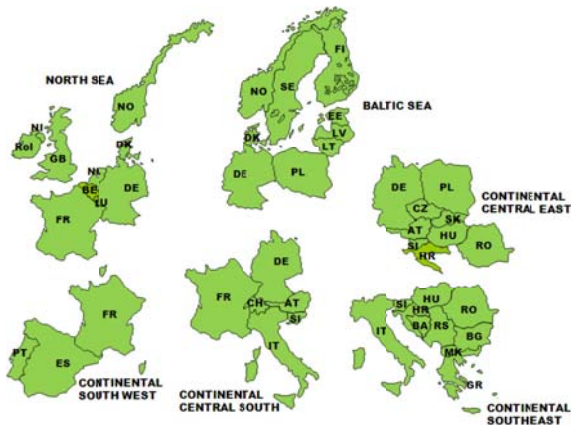 NORTH SEA
NO
NI
RoI
GB
DK
NL
BE
LU
DE
FR
FI
NO
SE
BALTIC SEA
EE
LV
LT
DK
DE
PL
DE
PL
CZ
SK
AT
HU
SI
HR
RO
CONTINENTAL
CENTRAL EAST
FR
PT
ES
CONTINENTAL
SOUTH WEST
DE
FR
CH
AT
SI
IT
CONTINENTAL
CENTRAL SOUTH
SI
HU
HR
RO
IT
BA
RS
BG
MK
GR
CONTINENTAL
SOUTHEAST